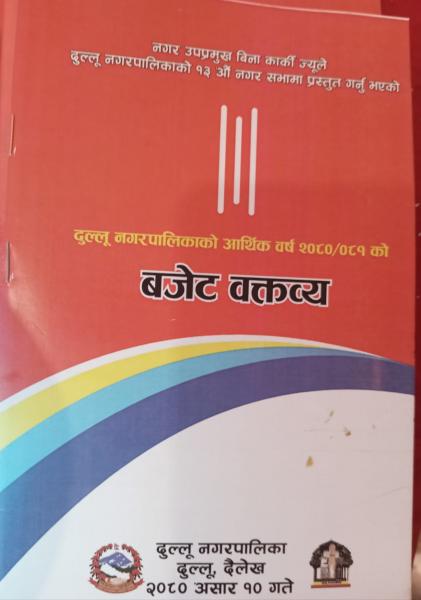 नगर उपप्रमुख बिना कार्की ज्यूले
दुल्लू नगरपालिकाको १३ औं नगर सभामा प्रस्तुत गर्नु भएको
दुल्लू नगरपालिकाको आर्थिक वर्ष २०८०/०८१ को
बजेट वक्तव्य
दुल्लू नगरपालिका
दुल्लू, दैलेख
२०८० असार १० गते